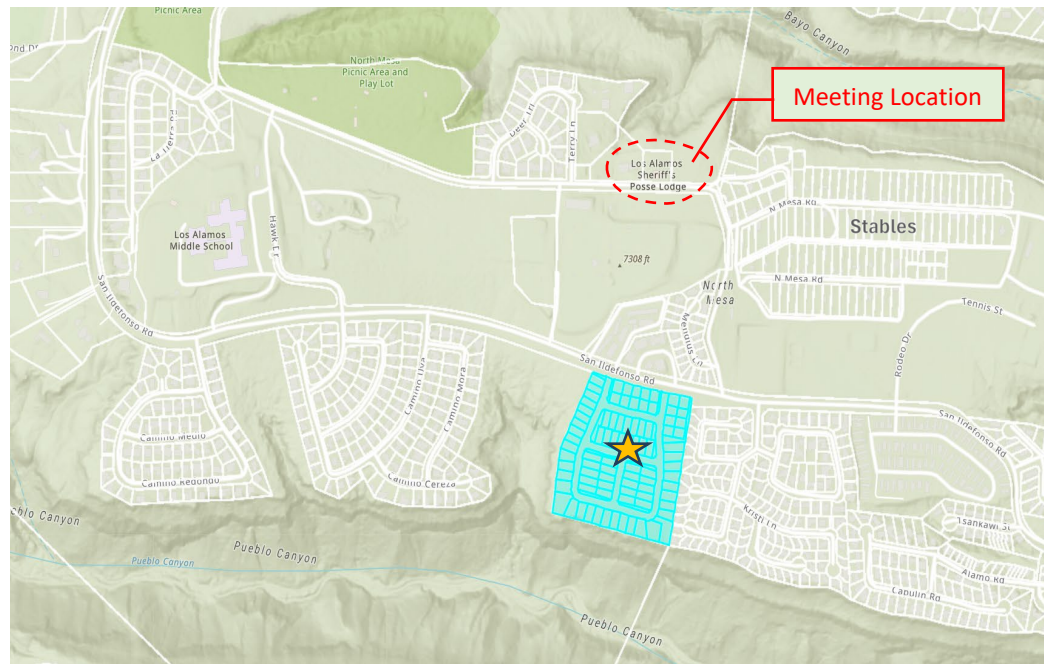 Picnic Area
Bayo Canyon
North Mesa
Picnic Area and
Play Lot
Meeting Location
Deer Trl
Terry Ln
Los Alamos
Sheriff's
Posse Lodge
N Mesa Rd
Stables
Los Alamos
Middle School
Hawk Dr
7308 ft
N Mesa Rd
North
Mesa
San Ildefonso Rd
Tennis St
Rodeo Dr
San Ildefonso Rd
Camino Uva
Camino Mora
San Ildefonso Rd
Camino Medio
Camino Redondo
Camino Cereza
Kristi Ln
Tsankawi St
Pueblo Canyon
Pueblo Canyon
Alamo Rd
Capulin Rd
Pueblo Canyon